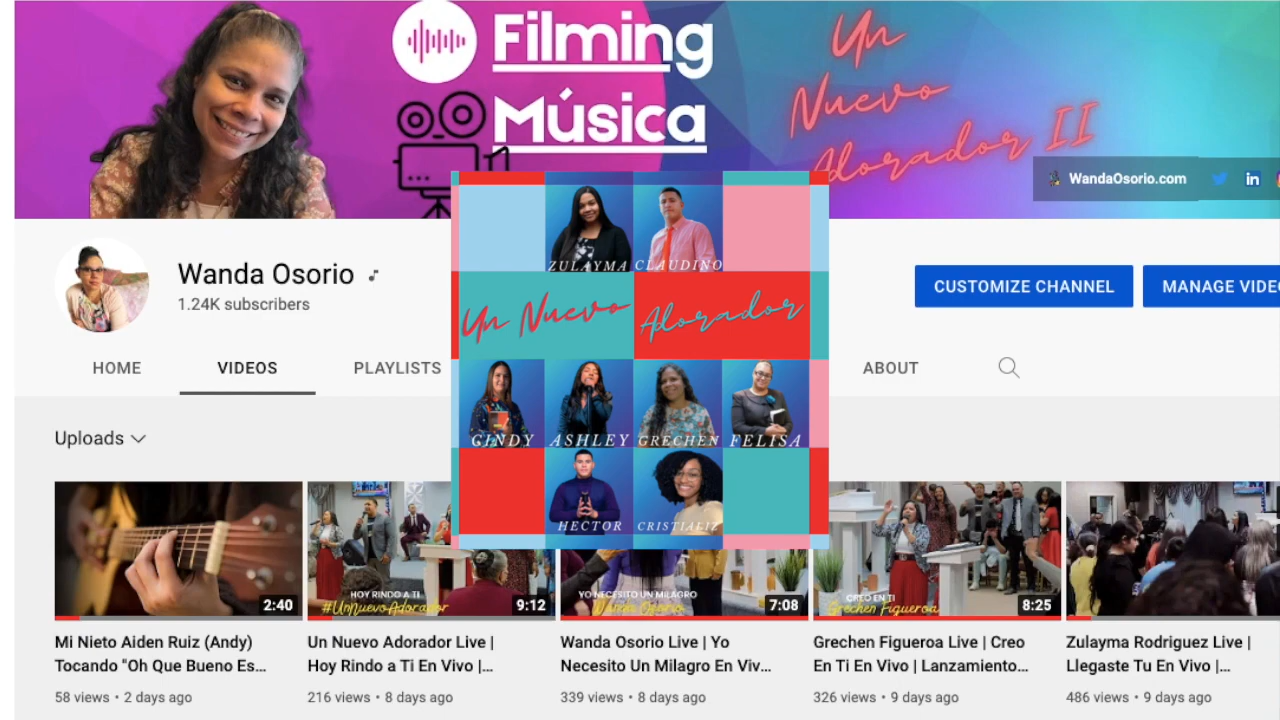 Filming
Música
Un
Nuevo
Adorador II
WandaOsorio.com
in
Wanda Osorio
1.24K subscribers
CUSTOMIZE CHANNEL
MANAGE VIDE
HOME
VIDEOS
PLAYLISTS
ABOUT
ZULAYMA CLAUDINO
Un Nuevo Adorador
CINDY ASHLEY GRECHEN FELISA
HECTOR CRISTIALIZ
Uploads
2:40
HOY RINDO A TI
#UnNuevoAdorador
9:12
YO NECESITO UN MILAGRO
Wanda Osorio
7:08
CREO EN TI
Grechen Figueroa
8:25
Mi Nieto Aiden Ruiz (Andy)
Tocando "Oh Que Bueno Es...
58 views • 2 days ago
Un Nuevo Adorador Live |
Hoy Rindo a Ti En Vivo |...
216 views • 8 days ago
Wanda Osorio Live | Yo
Necesito Un Milagro En Viv...
339 views • 8 days ago
Grechen Figueroa Live | Creo
En Ti En Vivo | Lanzamiento...
326 views • 9 days ago
Zulayma Rodriguez Live |
Llegaste Tu En Vivo |...
486 views • 9 days ago